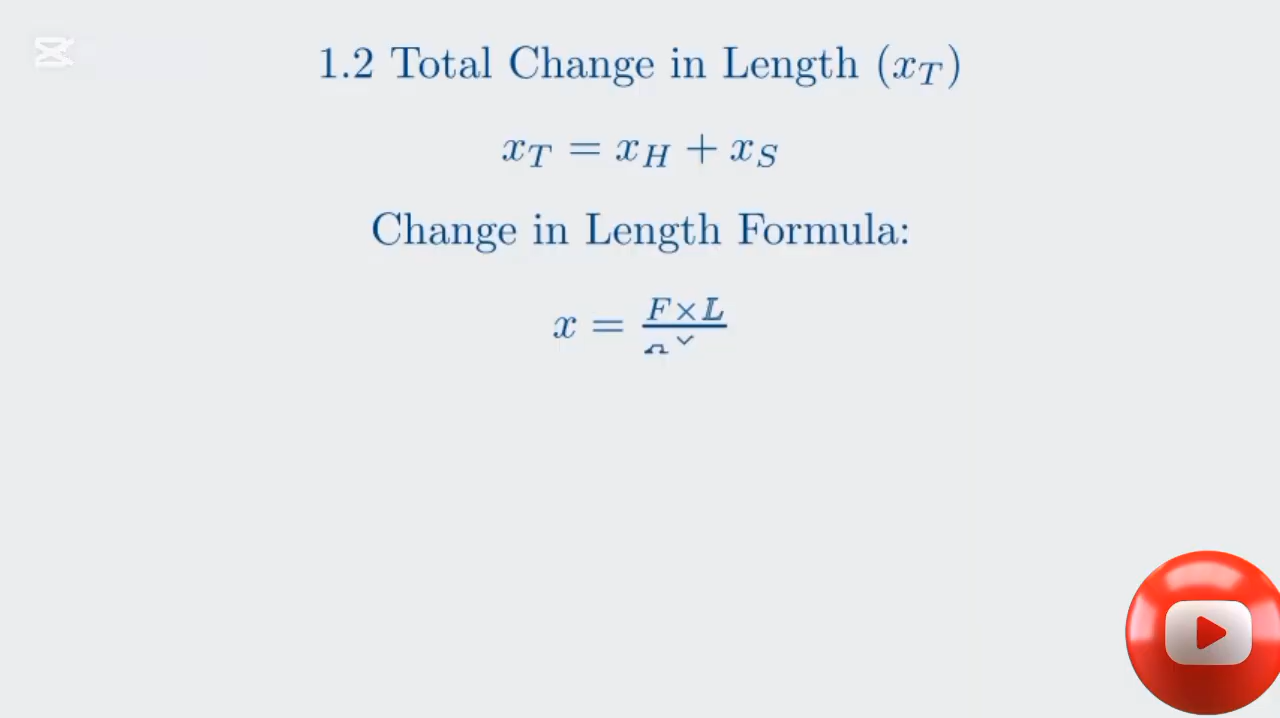 1.2 Total Change in Length (x_T)
x_T = x_H + x_S
Change in Length Formula:
x = F×L